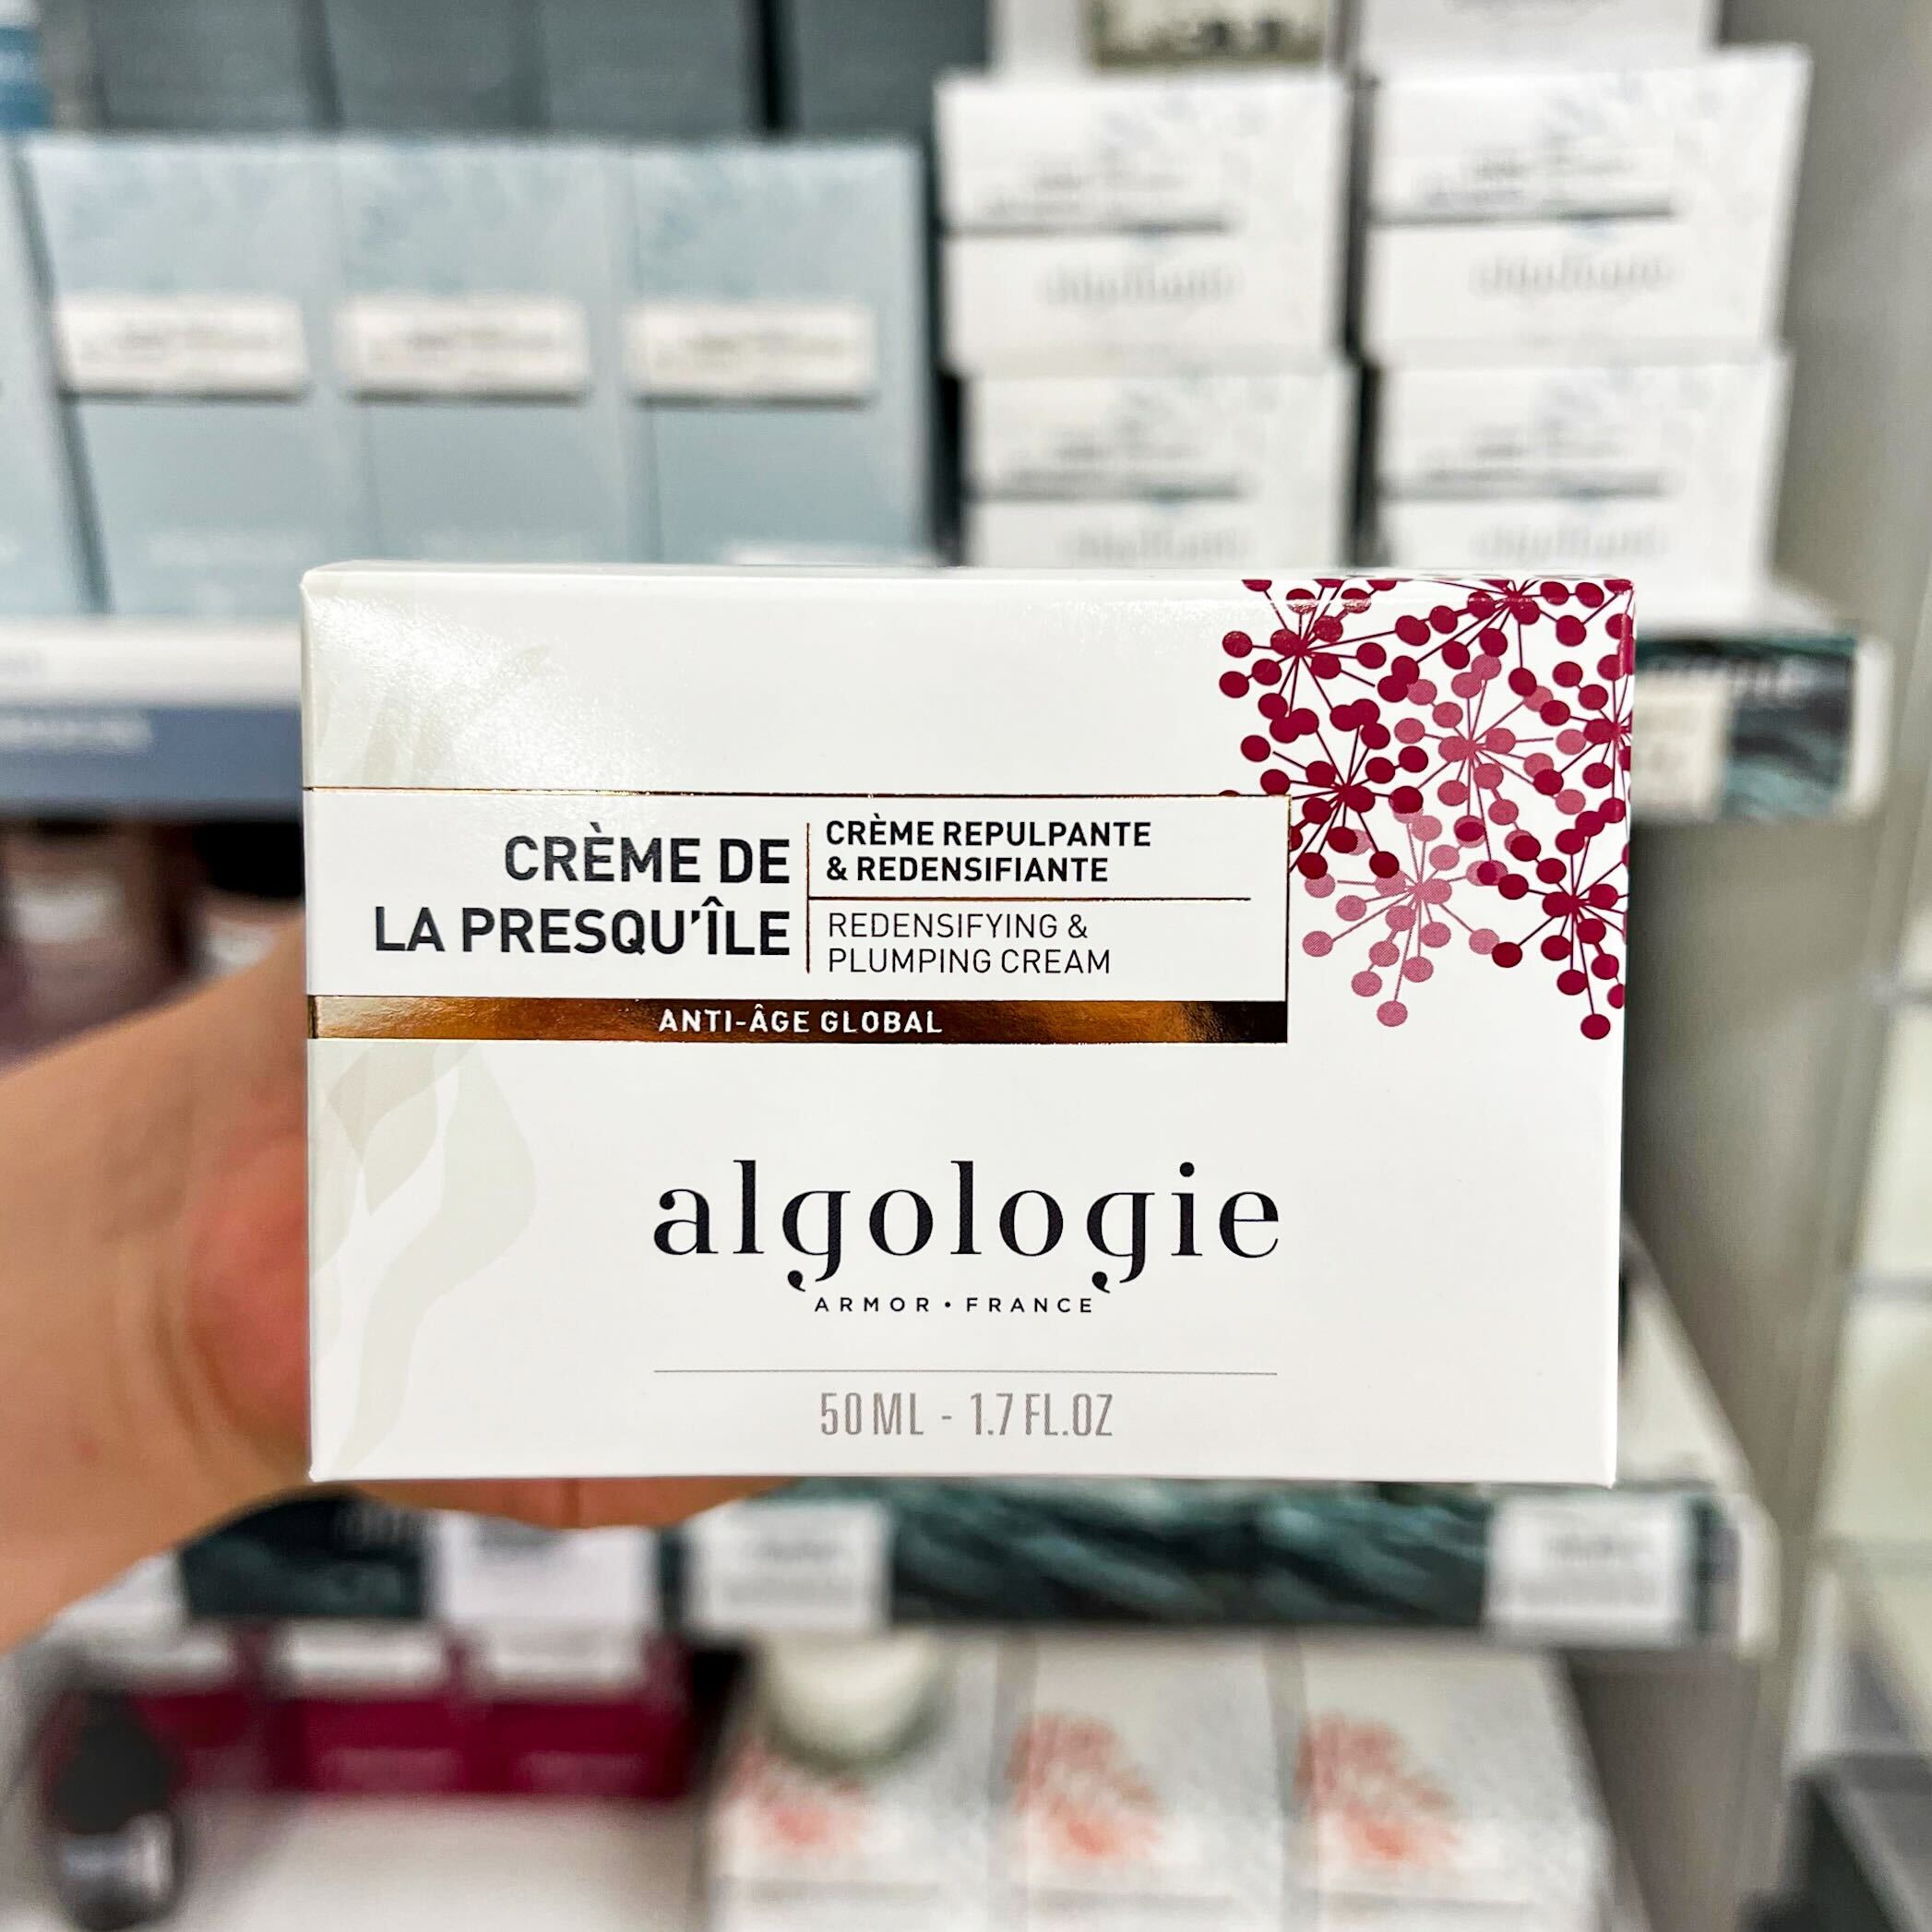 CRÈME DE
LA PRESQU'ÎLE
CRÈME REPULPANTE
& REDENSIFIANTE
REDENSIFYING &
PLUMPING CREAM
ANTI-ÂGE GLOBAL
algologie
ARMOR • FRANCE
50 ML - 1.7 FL.OZ